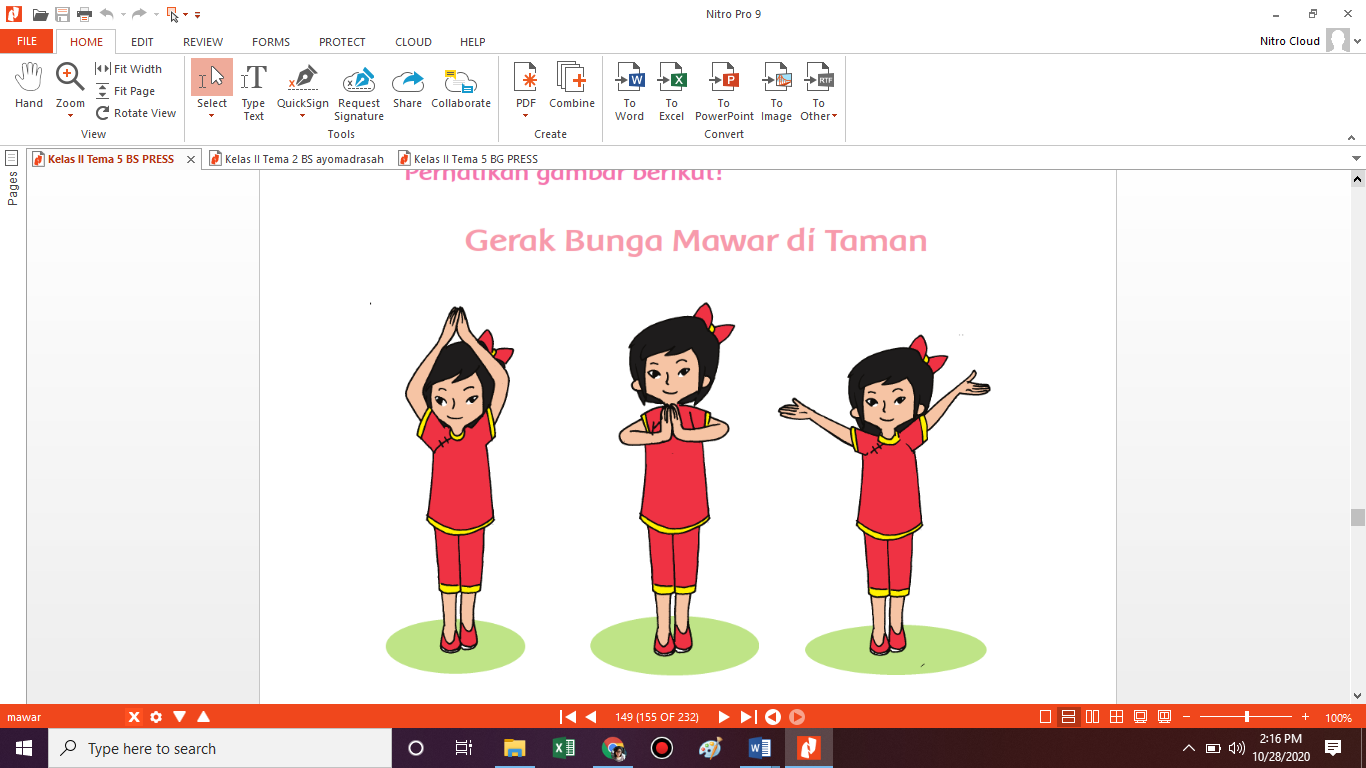 Nitro Pro 9
FILE HOME EDIT REVIEW FORMS PROTECT CLOUD HELP
Nitro Cloud
Hand
Zoom
Fit Width
Fit Page
Rotate View
View
Select
Type Text
QuickSign
Request Signature
Share
Collaborate
Tools
PDF
Combine
Create
To Word
To Excel
To PowerPoint
To Image
To Other
Convert
Kelas II Tema 5 BS PRESS
Kelas II Tema 2 BS ayomadrasah
Kelas II Tema 5 BG PRESS
Pages
Perhatikan gambar berikut!
Gerak Bunga Mawar di Taman
mawar
149 (155 OF 232)
100%
Type here to search
2:16 PM
10/28/2020